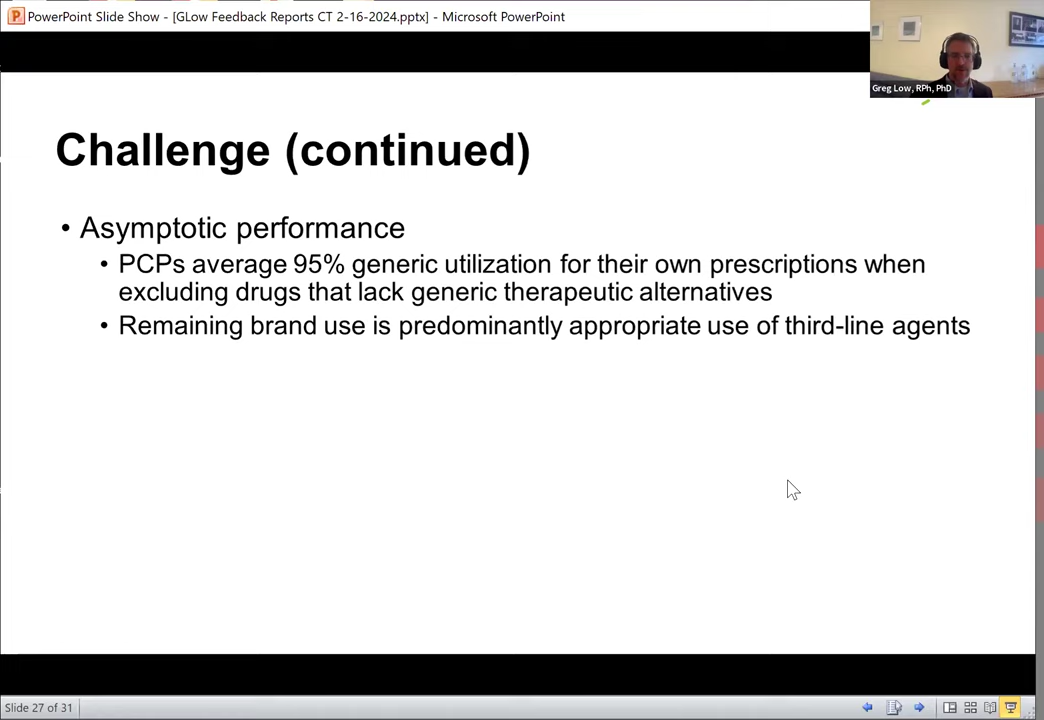 PowerPoint Slide Show - [GLow Feedback Reports CT 2-16-2024.pptx] - Microsoft PowerPoint
Greg Low, RPh, PhD
Challenge (continued)
• Asymptotic performance
• PCPs average 95% generic utilization for their own prescriptions when
excluding drugs that lack generic therapeutic alternatives
• Remaining brand use is predominantly appropriate use of third-line agents
Slide 27 of 31